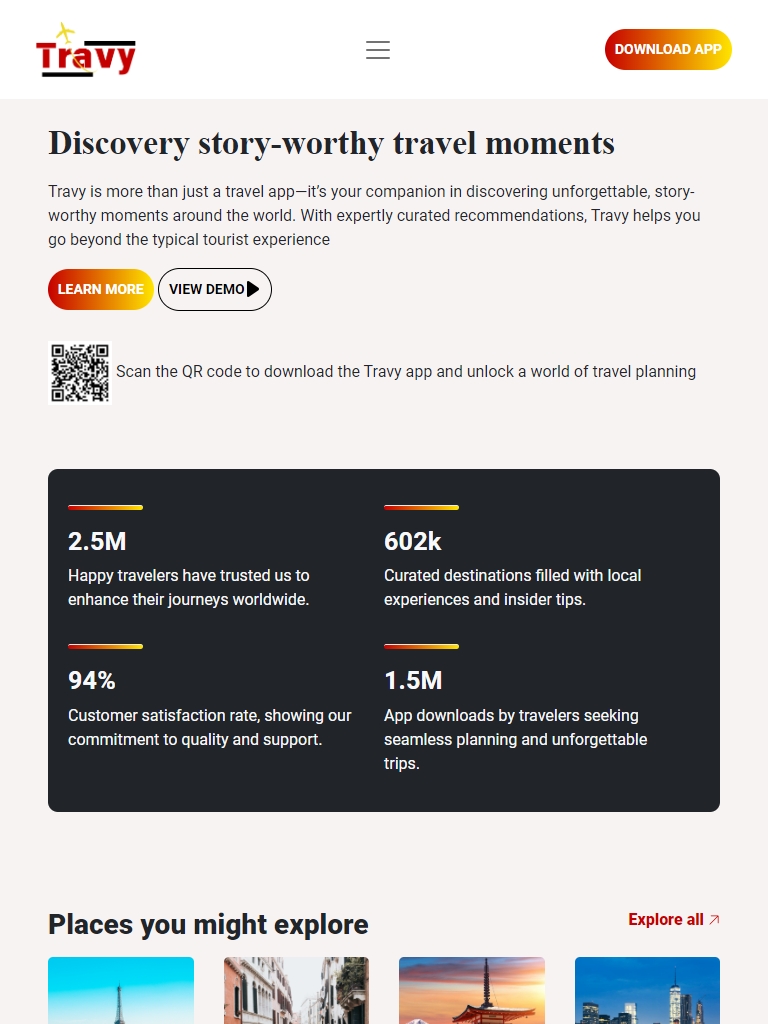 Travy
DOWNLOAD APP
Discovery story-worthy travel moments
Travy is more than just a travel app—it's your companion in discovering unforgettable, story-
worthy moments around the world. With expertly curated recommendations, Travy helps you
go beyond the typical tourist experience
LEARN MORE
VIEW DEMO
Scan the QR code to download the Travy app and unlock a world of travel planning
2.5M
Happy travelers have trusted us to
enhance their journeys worldwide.
602k
Curated destinations filled with local
experiences and insider tips.
94%
Customer satisfaction rate, showing our
commitment to quality and support.
1.5M
App downloads by travelers seeking
seamless planning and unforgettable
trips.
Places you might explore
Explore all